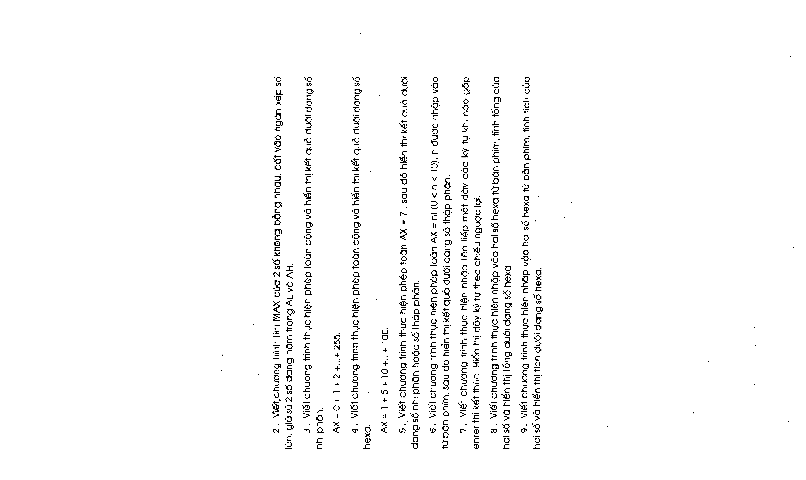 2. Viết chương trình tìm MAX của 2 số không bằng nhau, cất vào ngăn xếp số
lớn, giả sử 2 số đang nằm trong AL và AH.
3. Viết chương trình thực hiện phép toán cộng và hiển thị kết quả dưới dạng số
nhị phân.
AX = 0 + 1 + 2 +...+ 255.
4. Viết chương trình thực hiện phép toán cộng và hiển thị kết quả dưới dạng số
hexa.
AX = 1 + 5 + 10 +...+ 100.
5. Viết chương trình thực hiện phép toán AX = 7!, sau đó hiển thị kết quả dưới
dạng số nhị phân hoặc số thập phân.
6. Viết chương trình thực hiện phép toán AX = n! (0 < n < 10), n được nhập vào
từ bàn phím, sau đó hiển thị kết quả dưới dạng số thập phân.
7. Viết chương trình thực hiện nhập liên tiếp một dãy các ký tự khi nào gặp
enter thì kết thúc. Hiển thị dãy ký tự theo chiều ngược lại.
8. Viết chương trình thực hiện nhập vào hai số hexa từ bàn phím, tính tổng của
hai số và hiển thị tổng dưới dạng số hexa
9. Viết chương trình thực hiện nhập vào hai số hexa từ bàn phím, tính tích của
hai số và hiển thị tích dưới dạng số hexa.